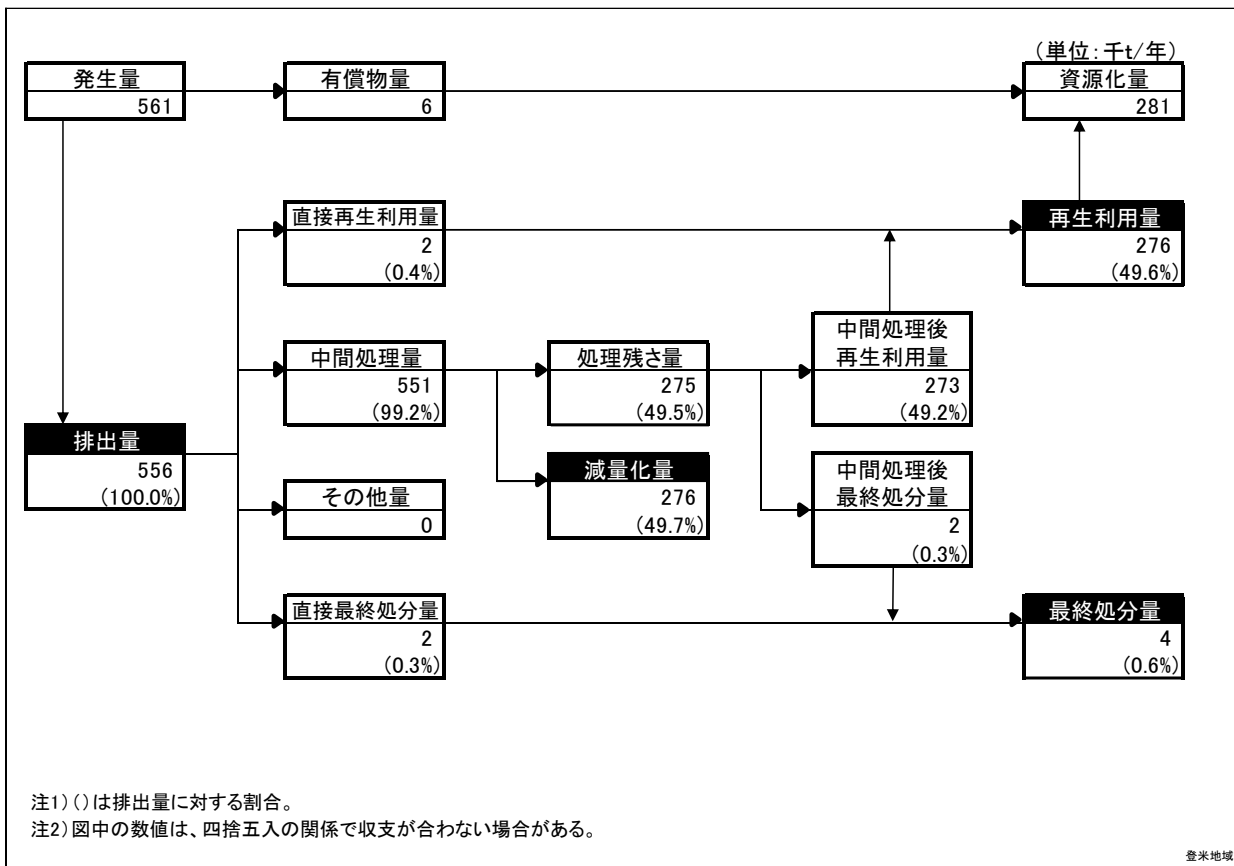 (単位：千t/年)
発生量
561
有償物量
6
資源化量
281
直接再生利用量
2
(0.4%)
再生利用量
276
(49.6%)
中間処理量
551
(99.2%)
処理残さ量
275
(49.5%)
中間処理後
再生利用量
273
(49.2%)
排出量
556
(100.0%)
減量化量
276
(49.7%)
中間処理後
最終処分量
2
(0.3%)
その他量
0
直接最終処分量
2
(0.3%)
最終処分量
4
(0.6%)
注1)()は排出量に対する割合。
注2)図中の数値は、四捨五入の関係で収支が合わない場合がある。
登米地域